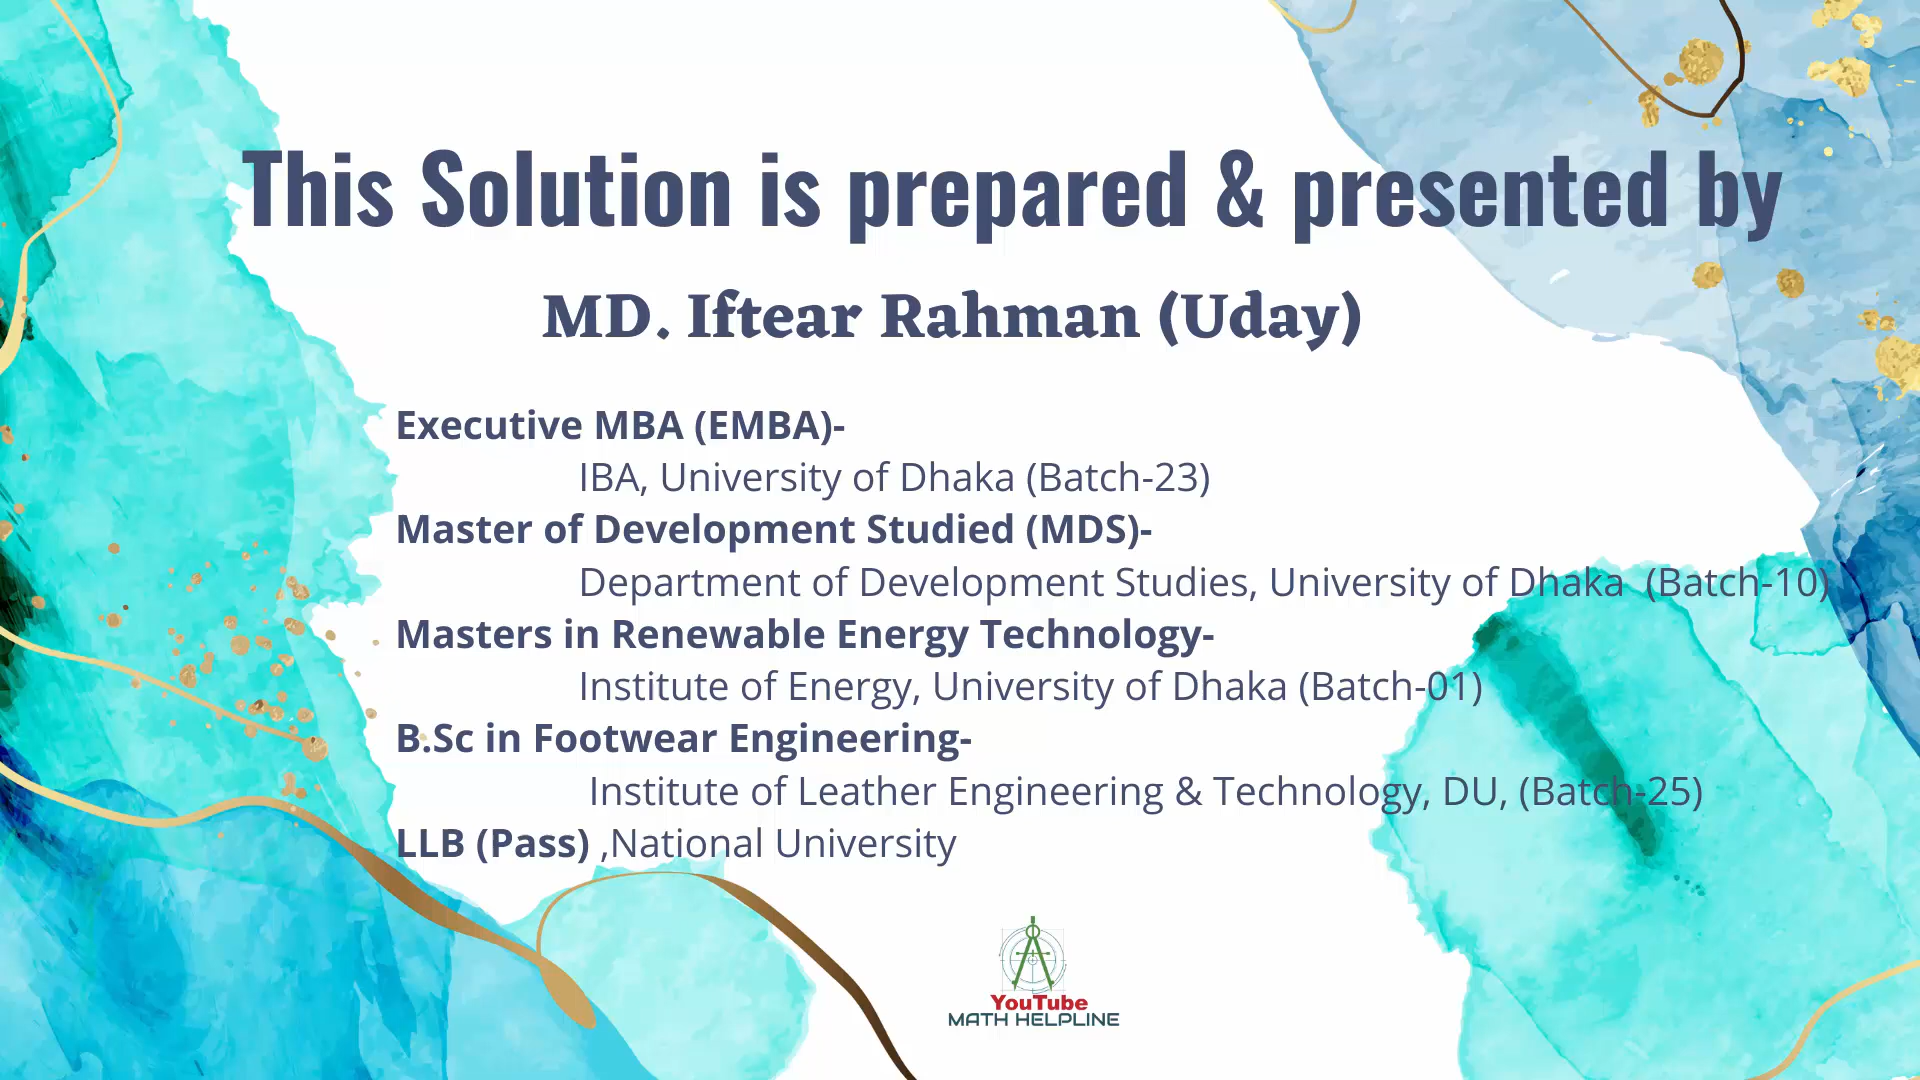 This Solution is prepared & presented by
MD. Iftear Rahman (Uday)
Executive MBA (EMBA)-
IBA, University of Dhaka (Batch-23)
Master of Development Studied (MDS)-
Department of Development Studies, University of Dhaka (Batch-10)
Masters in Renewable Energy Technology-
Institute of Energy, University of Dhaka (Batch-01)
B.Sc in Footwear Engineering-
Institute of Leather Engineering & Technology, DU, (Batch-25)
LLB (Pass) ,National University
YouTube
MATH HELPLINE